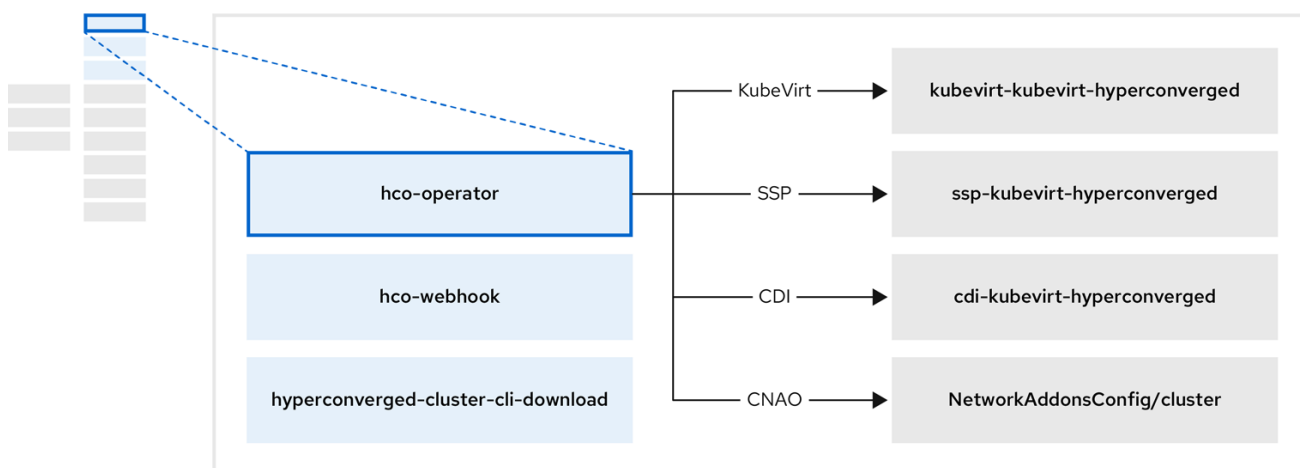 KubeVirt
kubevirt-kubevirt-hyperconverged
hco-operator
SSP
ssp-kubevirt-hyperconverged
hco-webhook
CDI
cdi-kubevirt-hyperconverged
hyperconverged-cluster-cli-download
CNAO
NetworkAddonsConfig/cluster